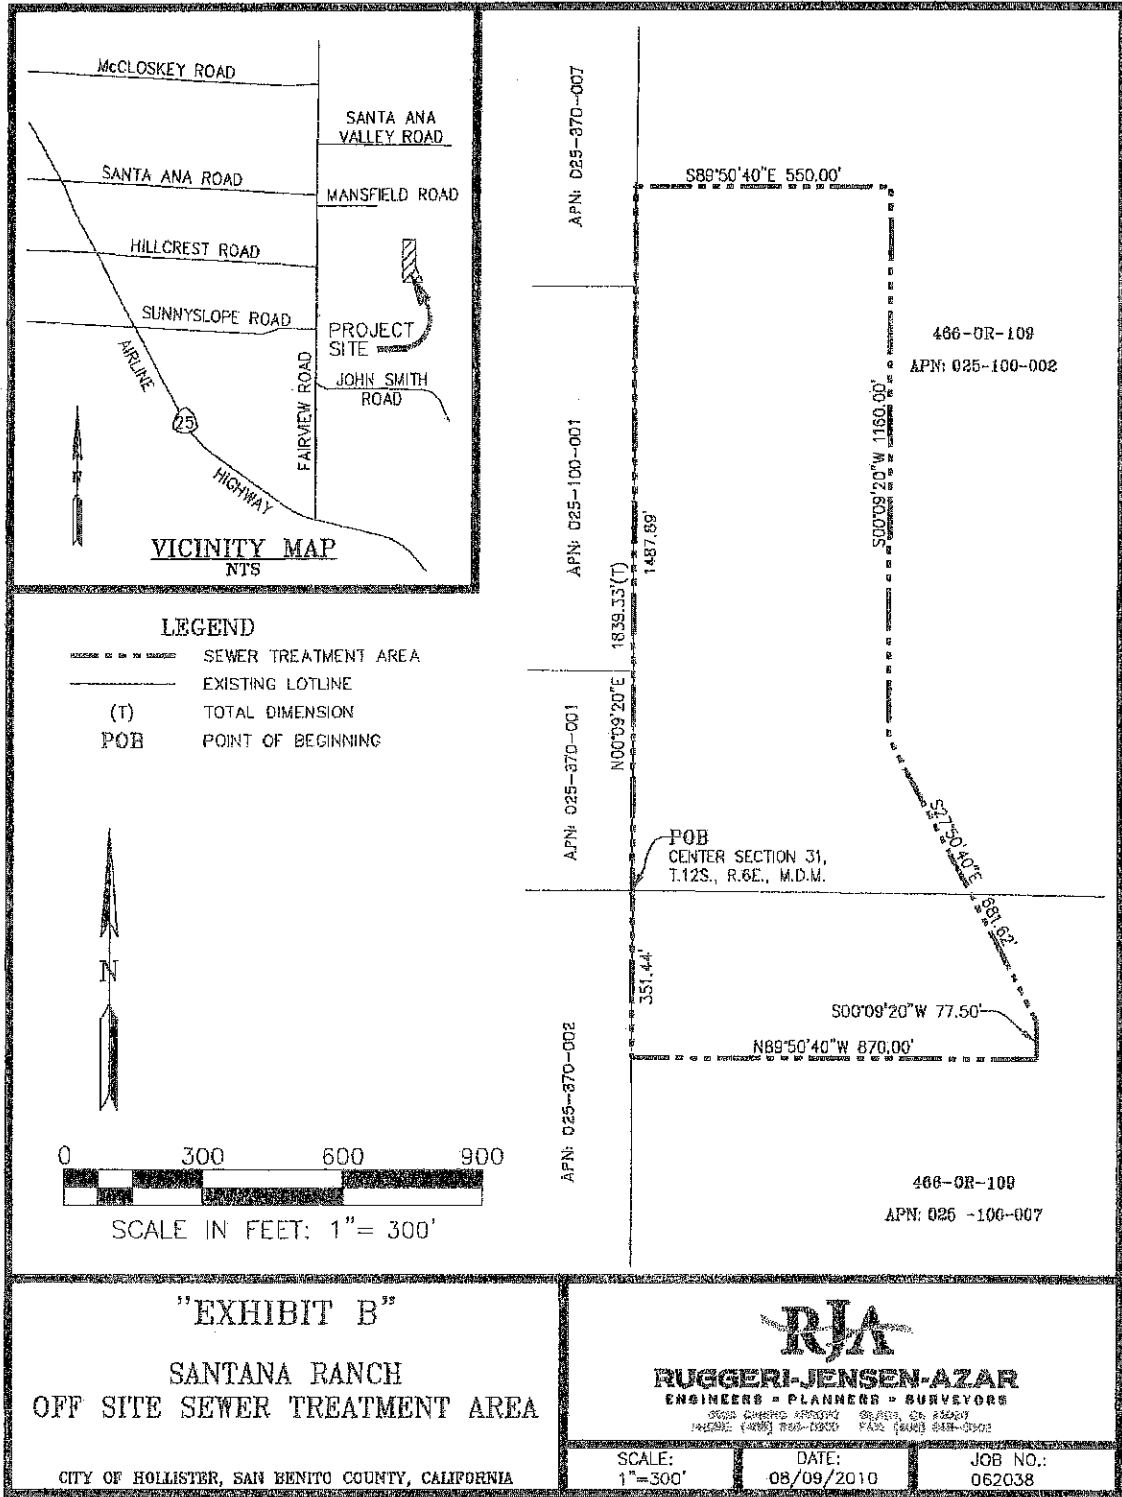 McCLOSKEY ROAD
SANTA ANA
VALLEY ROAD
SANTA ANA ROAD
MANSFIELD ROAD
HILLCREST ROAD
SUNNYSLOPE ROAD
PROJECT
SITE
JOHN SMITH
ROAD
AIRLINE
25
HIGHWAY
FAIRVIEW ROAD
N
VICINITY MAP
NTS
LEGEND
SEWER TREATMENT AREA
EXISTING LOTLINE
(T) TOTAL DIMENSION
POB POINT OF BEGINNING
N
0 300 600 900
SCALE IN FEET: 1"= 300'
APN: 025-370-007
S89°50'40"E 550.00'
466-OR-109
APN: 025-100-002
S00°09'20"W 1160.00'
APN: 025-100-001
1487.89'
N00°09'20"E 1839.33'(T)
APN: 025-370-001
POB
CENTER SECTION 31,
T.12S., R.6E., M.D.M.
S27°50'40"E 681.62'
351.44'
S00°09'20"W 77.50'
N89°50'40"W 870.00'
APN: 025-370-002
466-OR-109
APN: 025 -100-007
"EXHIBIT B"
SANTANA RANCH
OFF SITE SEWER TREATMENT AREA
CITY OF HOLLISTER, SAN BENITO COUNTY, CALIFORNIA
RJA
RUGGERI-JENSEN-AZAR
ENGINEERS ▪ PLANNERS ▪ SURVEYORS
SCALE:
1"=300'
DATE:
08/09/2010
JOB NO.:
062038